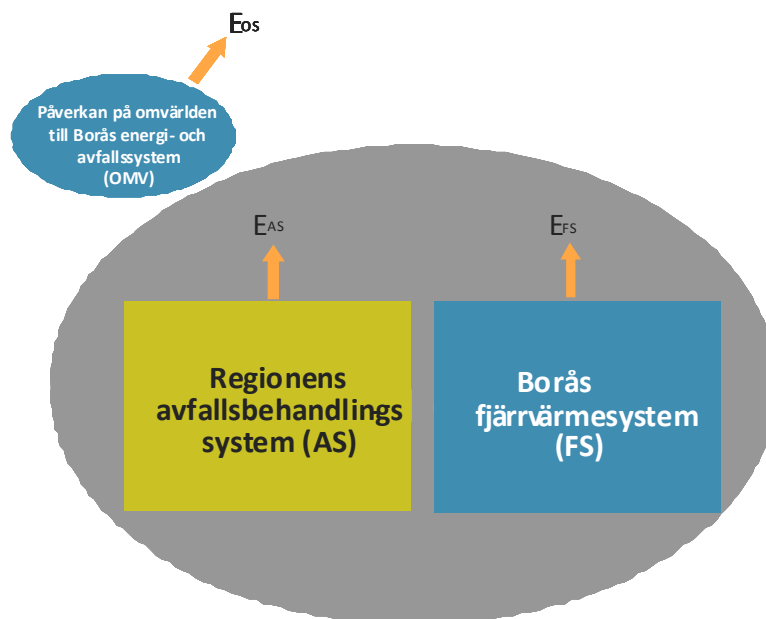 Eos
Påverkan på omvärlden
till Borås energi- och
avfallssystem
(OMV)
EAS
EFS
Regionens
avfallsbehandlings-
system (AS)
Borås
fjärrvärmesystem
(FS)